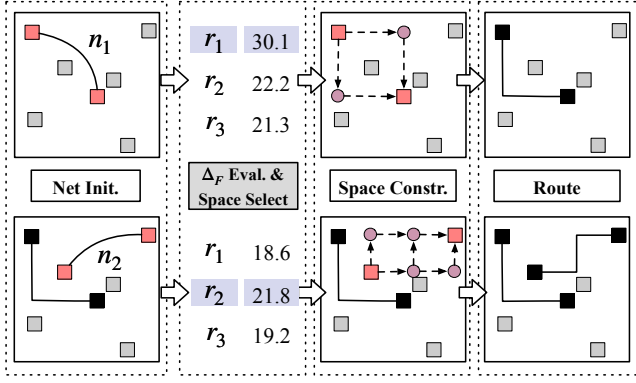 n1
r1 30.1
r2 22.2
r3 21.3
Net Init.
ΔF Eval. &
Space Select
Space Constr.
Route
n2
r1 18.6
r2 21.8
r3 19.2